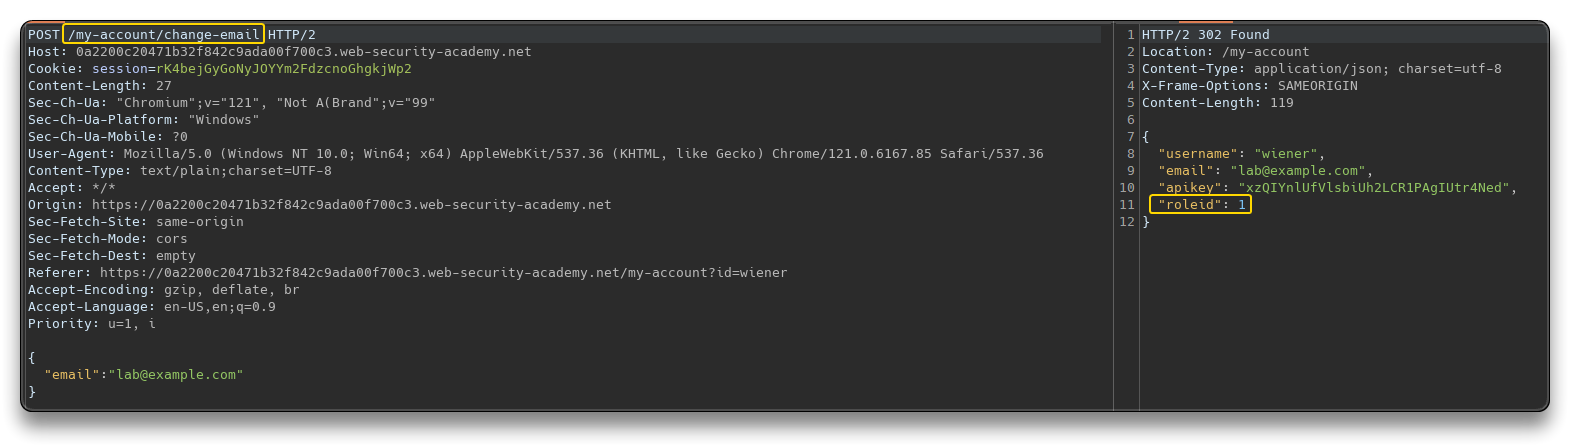 POST /my-account/change-email HTTP/2
Host: 0a2200c20471b32f842c9ada00f700c3.web-security-academy.net
Cookie: session=rK4bejGyGoNyJOYYm2FdzcnoGhgkjWp2
Content-Length: 27
Sec-Ch-Ua: "Chromium";v="121", "Not A(Brand";v="99"
Sec-Ch-Ua-Platform: "Windows"
Sec-Ch-Ua-Mobile: ?0
User-Agent: Mozilla/5.0 (Windows NT 10.0; Win64; x64) AppleWebKit/537.36 (KHTML, like Gecko) Chrome/121.0.6167.85 Safari/537.36
Content-Type: text/plain;charset=UTF-8
Accept: */*
Origin: https://0a2200c20471b32f842c9ada00f700c3.web-security-academy.net
Sec-Fetch-Site: same-origin
Sec-Fetch-Mode: cors
Sec-Fetch-Dest: empty
Referer: https://0a2200c20471b32f842c9ada00f700c3.web-security-academy.net/my-account?id=wiener
Accept-Encoding: gzip, deflate, br
Accept-Language: en-US,en;q=0.9
Priority: u=1, i
{
"email":"lab@example.com"
}
1 HTTP/2 302 Found
2 Location: /my-account
3 Content-Type: application/json; charset=utf-8
4 X-Frame-Options: SAMEORIGIN
5 Content-Length: 119
6
7 {
8 "username": "wiener",
9 "email": "lab@example.com",
10 "apikey": "xzQIYnlUfVlsbiUh2LCR1PAgIUtr4Ned",
11 "roleid": 1
12 }